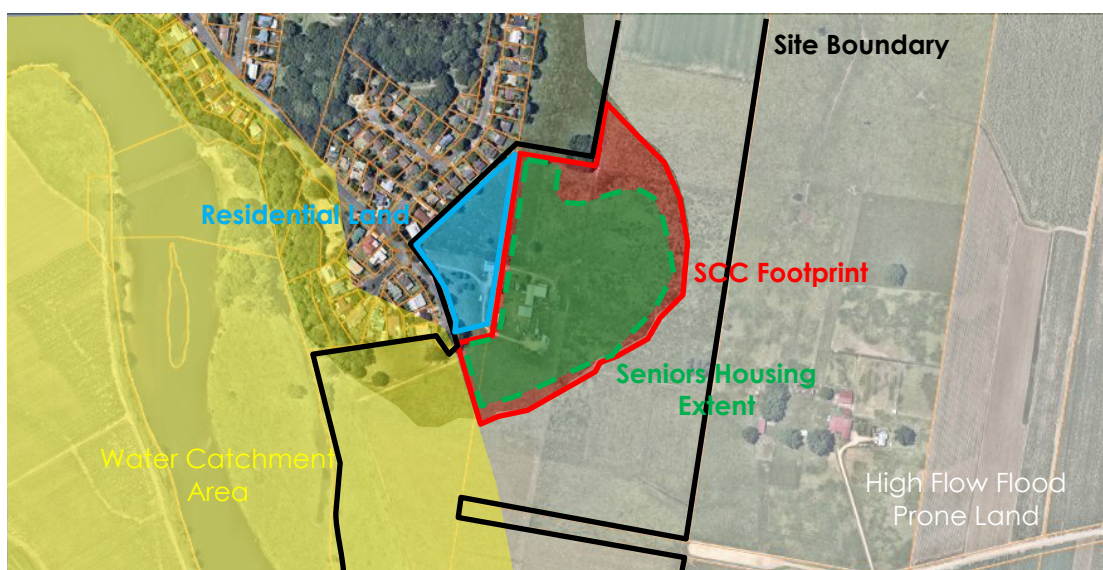 Site Boundary
Residential Land
SCC Footprint
Seniors Housing
Extent
Water Catchment
Area
High Flow Flood
Prone Land